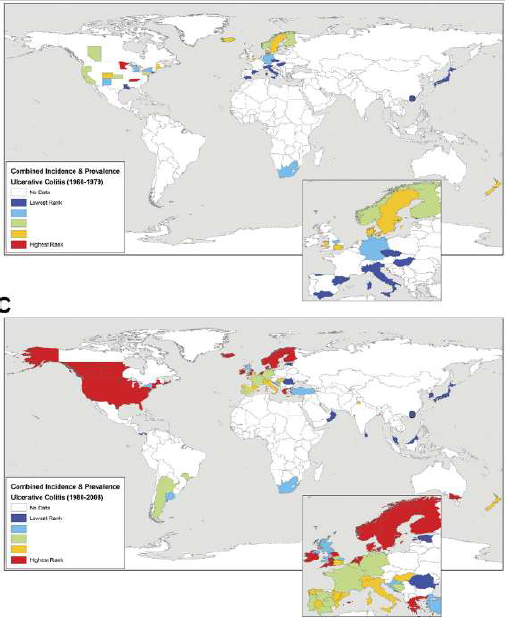 Combined Incidence & Prevalence
Ulcerative Colitis (1960-1979)
No Data
Lowest Rank
Highest Rank
C
Combined Incidence & Prevalence
Ulcerative Colitis (1980-2008)
No Data
Lowest Rank
Highest Rank